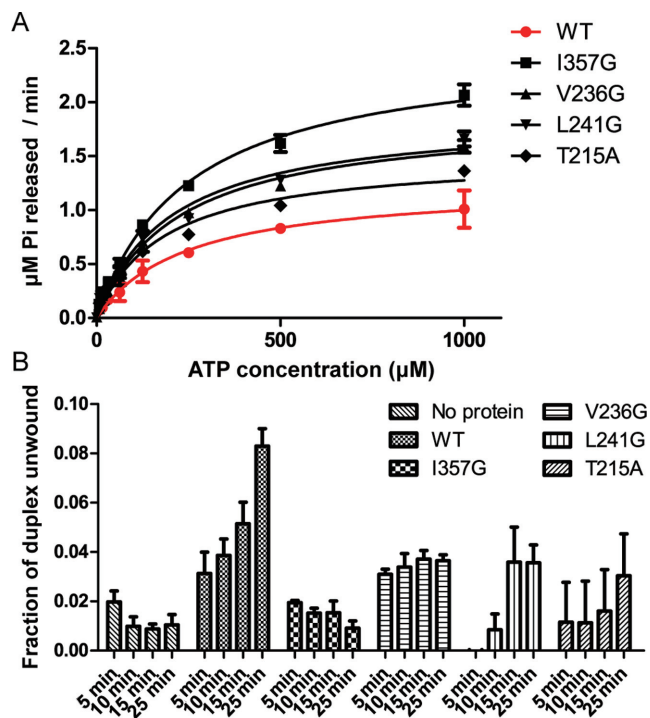 A
WT
I357G
V236G
L241G
T215A
µM Pi released / min
2.5
2.0
1.5
1.0
0.5
0.0
0 500 1000
ATP concentration (µM)
B
Fraction of duplex unwound
0.10
0.08
0.06
0.04
0.02
0.00
No protein V236G
WT L241G
I357G T215A
5 min 10 min 15 min 25 min 5 min 10 min 15 min 25 min 5 min 10 min 15 min 25 min 5 min 10 min 15 min 25 min 5 min 10 min 15 min 25 min 5 min 10 min 15 min 25 min